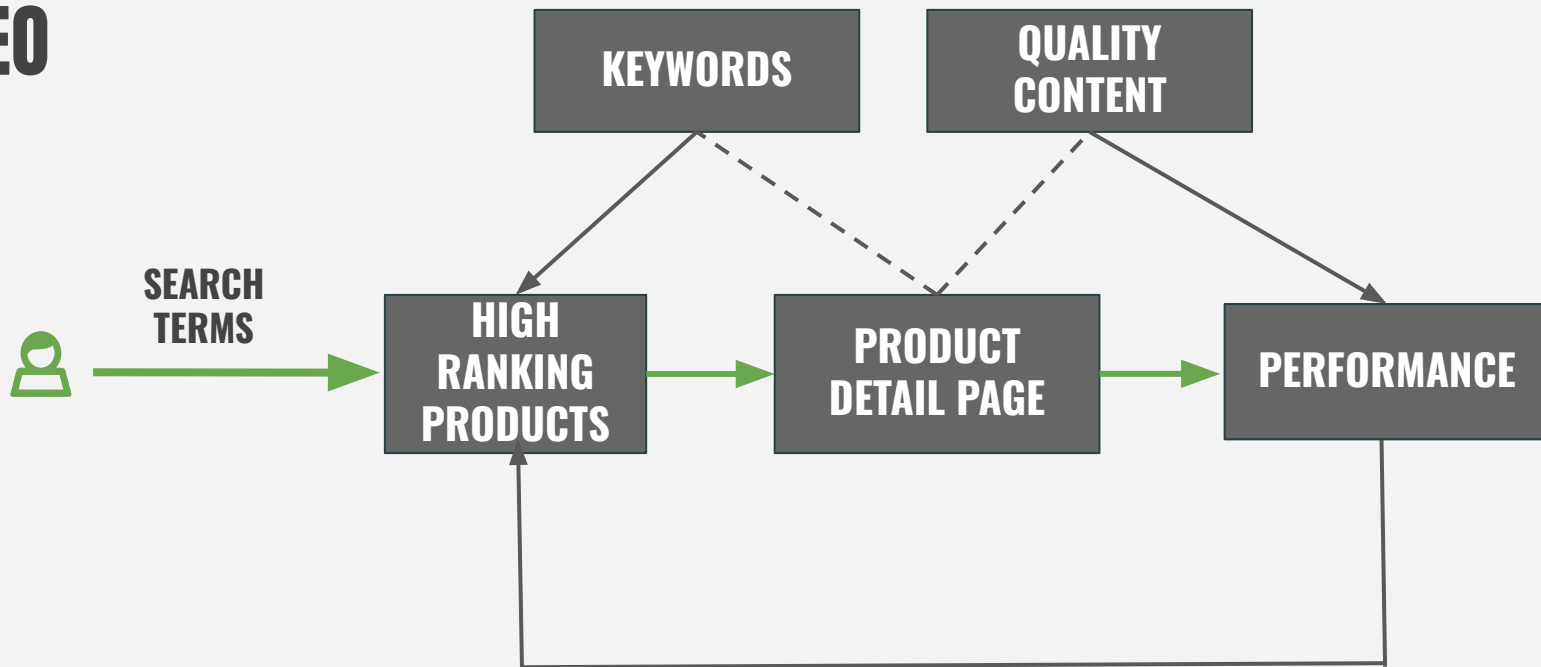 EO
KEYWORDS
QUALITY
CONTENT
SEARCH
TERMS
HIGH
RANKING
PRODUCTS
PRODUCT
DETAIL PAGE
PERFORMANCE